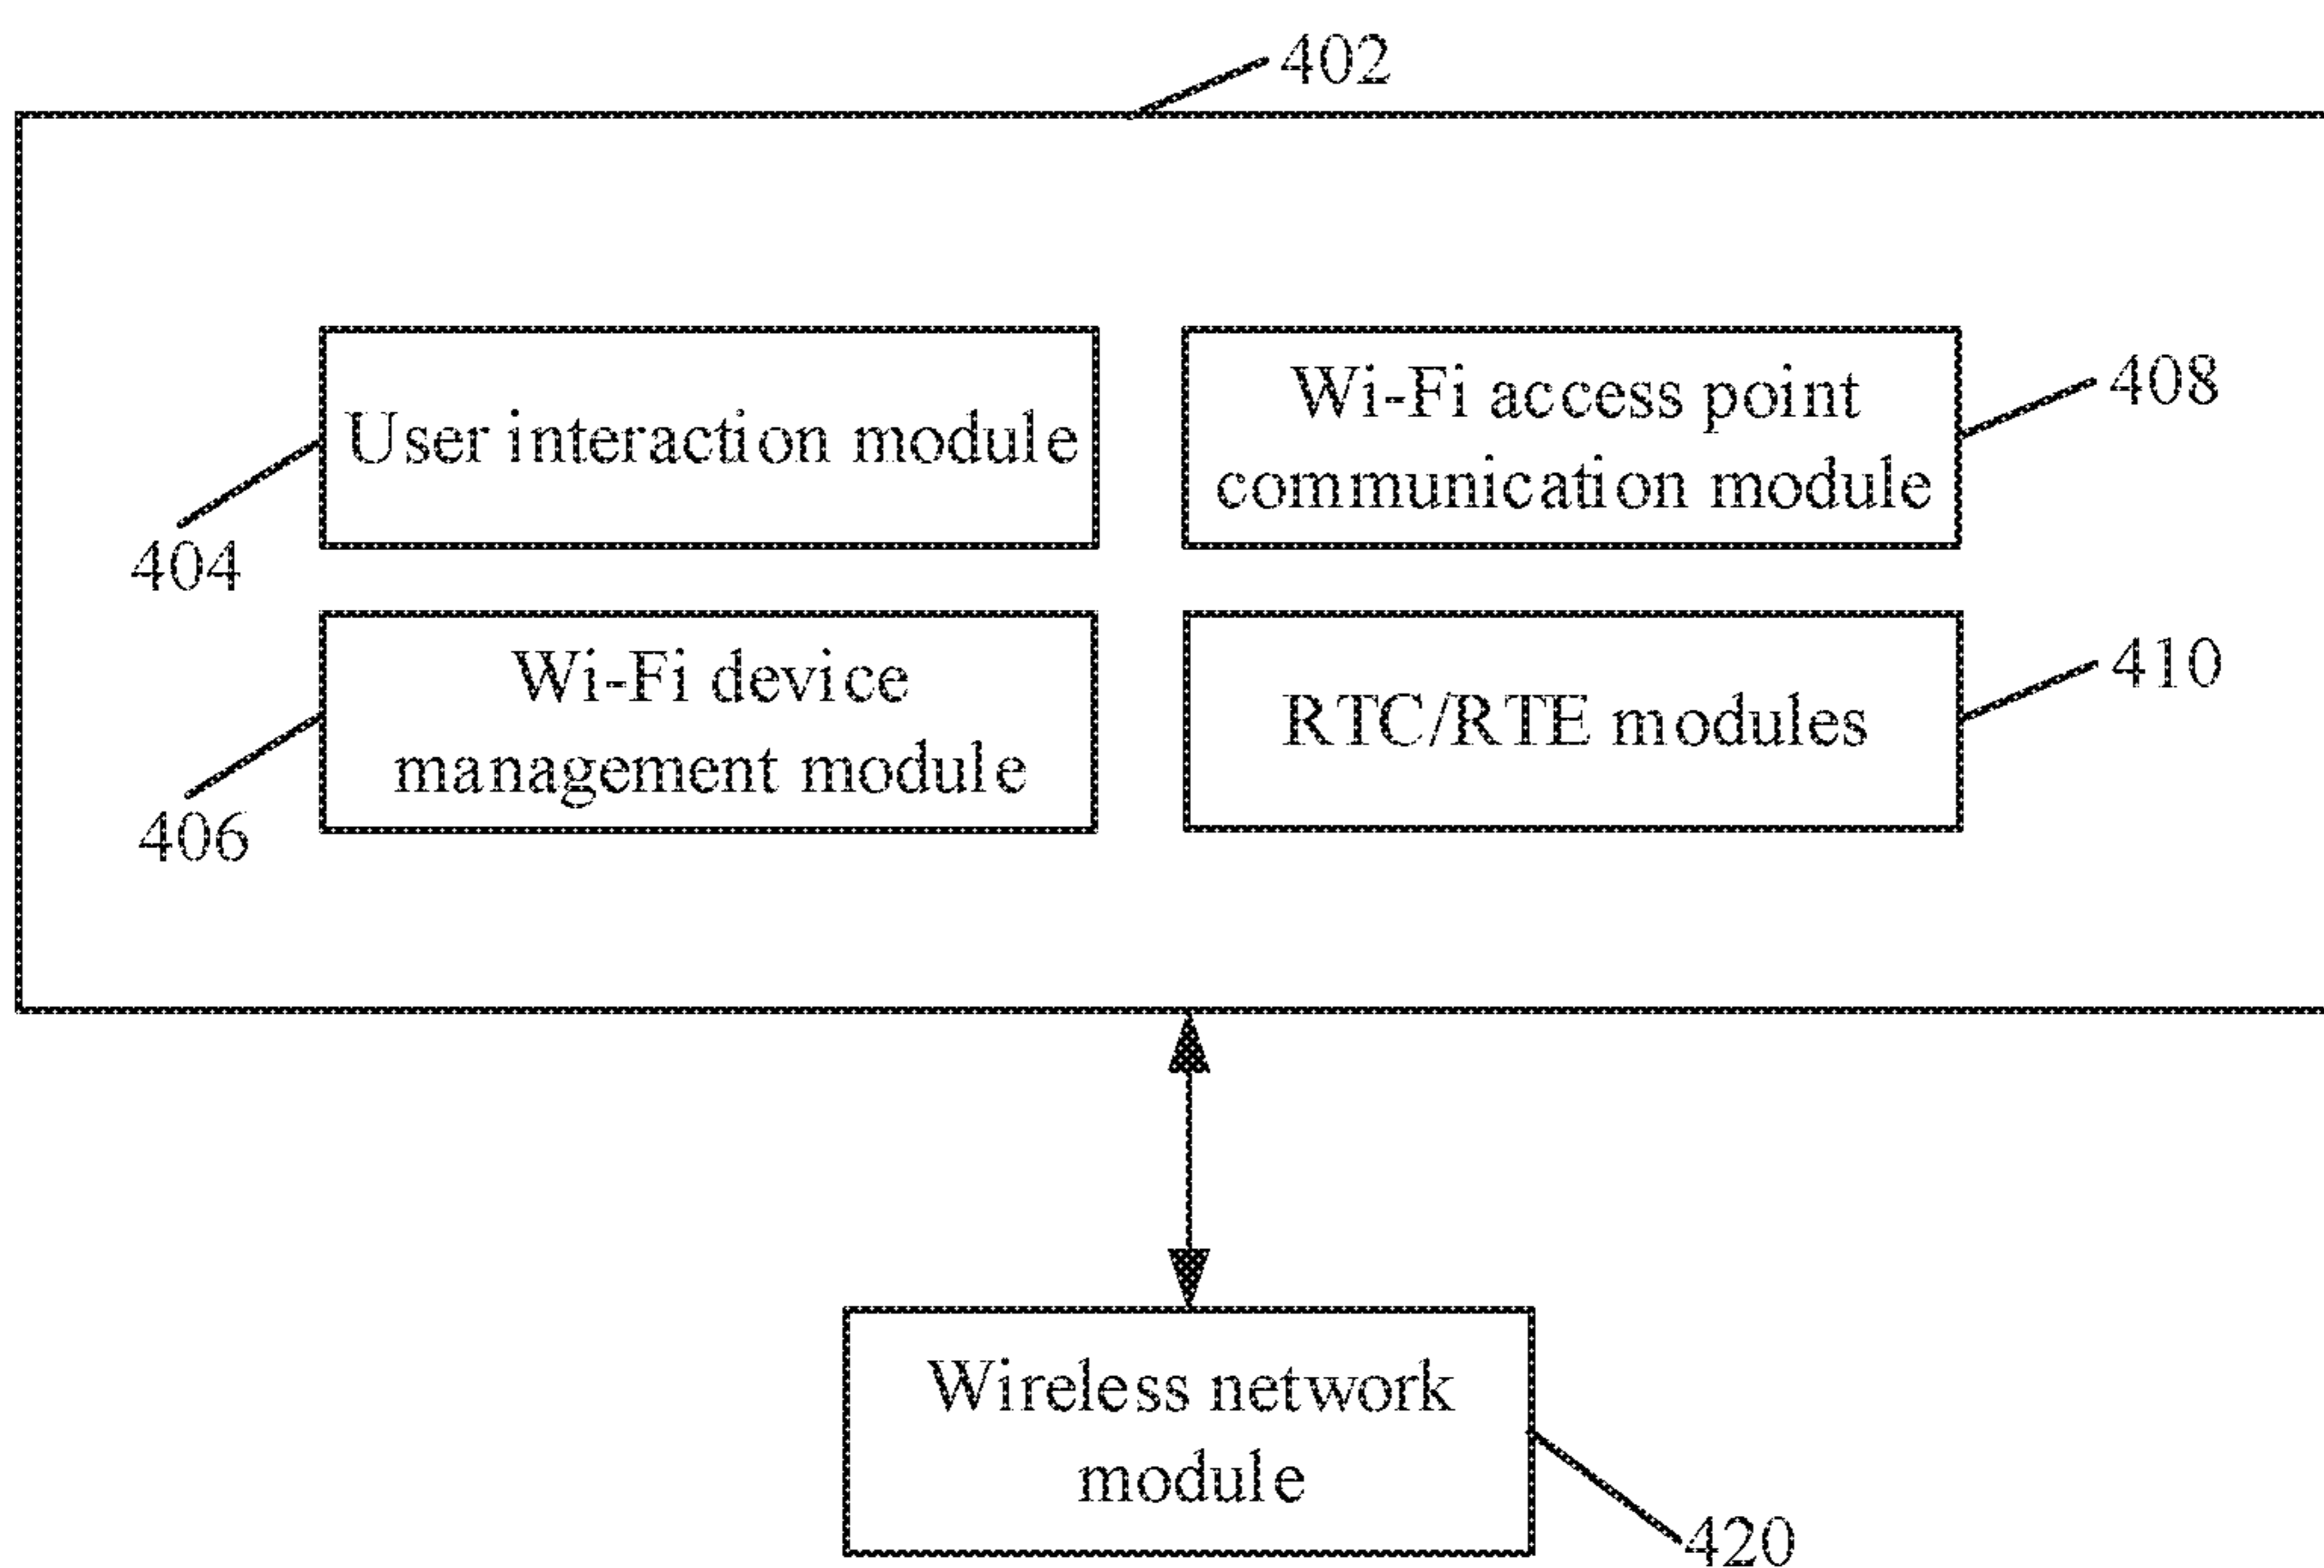 402
User interaction module
404
Wi-Fi access point
communication module
408
Wi-Fi device
management module
406
RTC/RTE modules
410
Wireless network
module
420